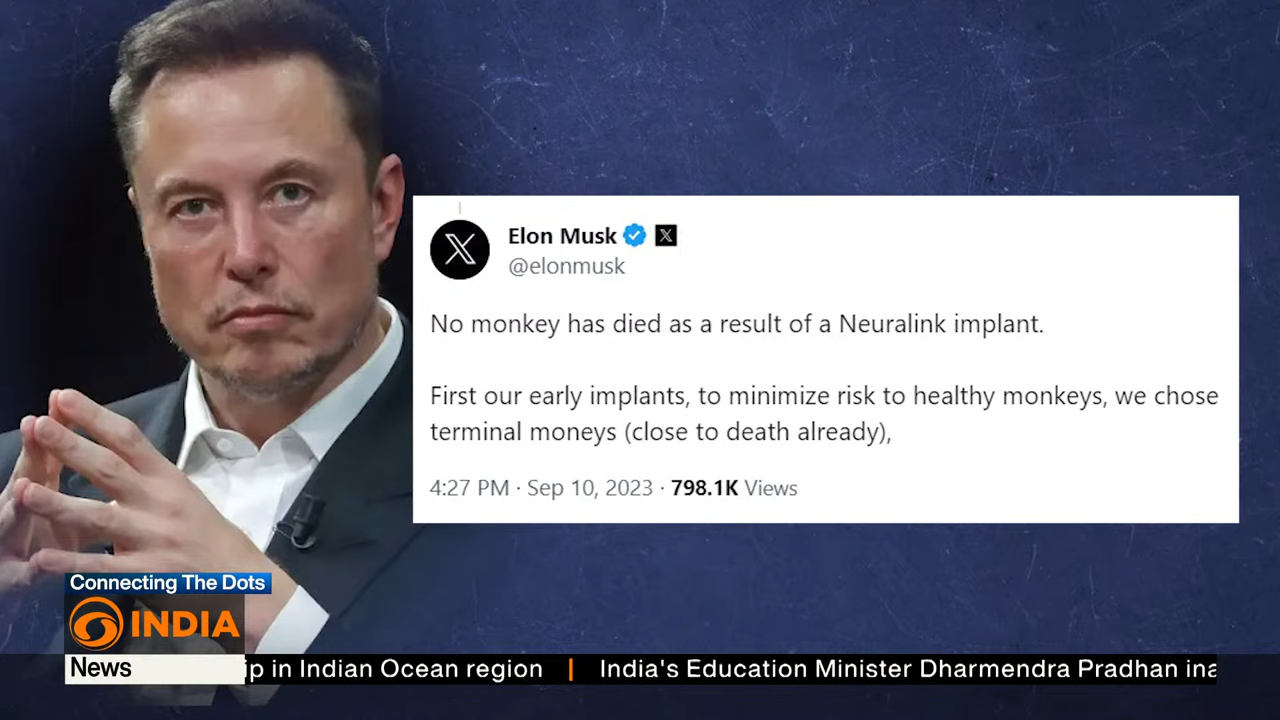 Elon Musk
@elonmusk
No monkey has died as a result of a Neuralink implant.
First our early implants, to minimize risk to healthy monkeys, we chose
terminal moneys (close to death already),
4:27 PM · Sep 10, 2023 · 798.1K Views
Connecting The Dots
INDIA
News
ip in Indian Ocean region | India's Education Minister Dharmendra Pradhan ina